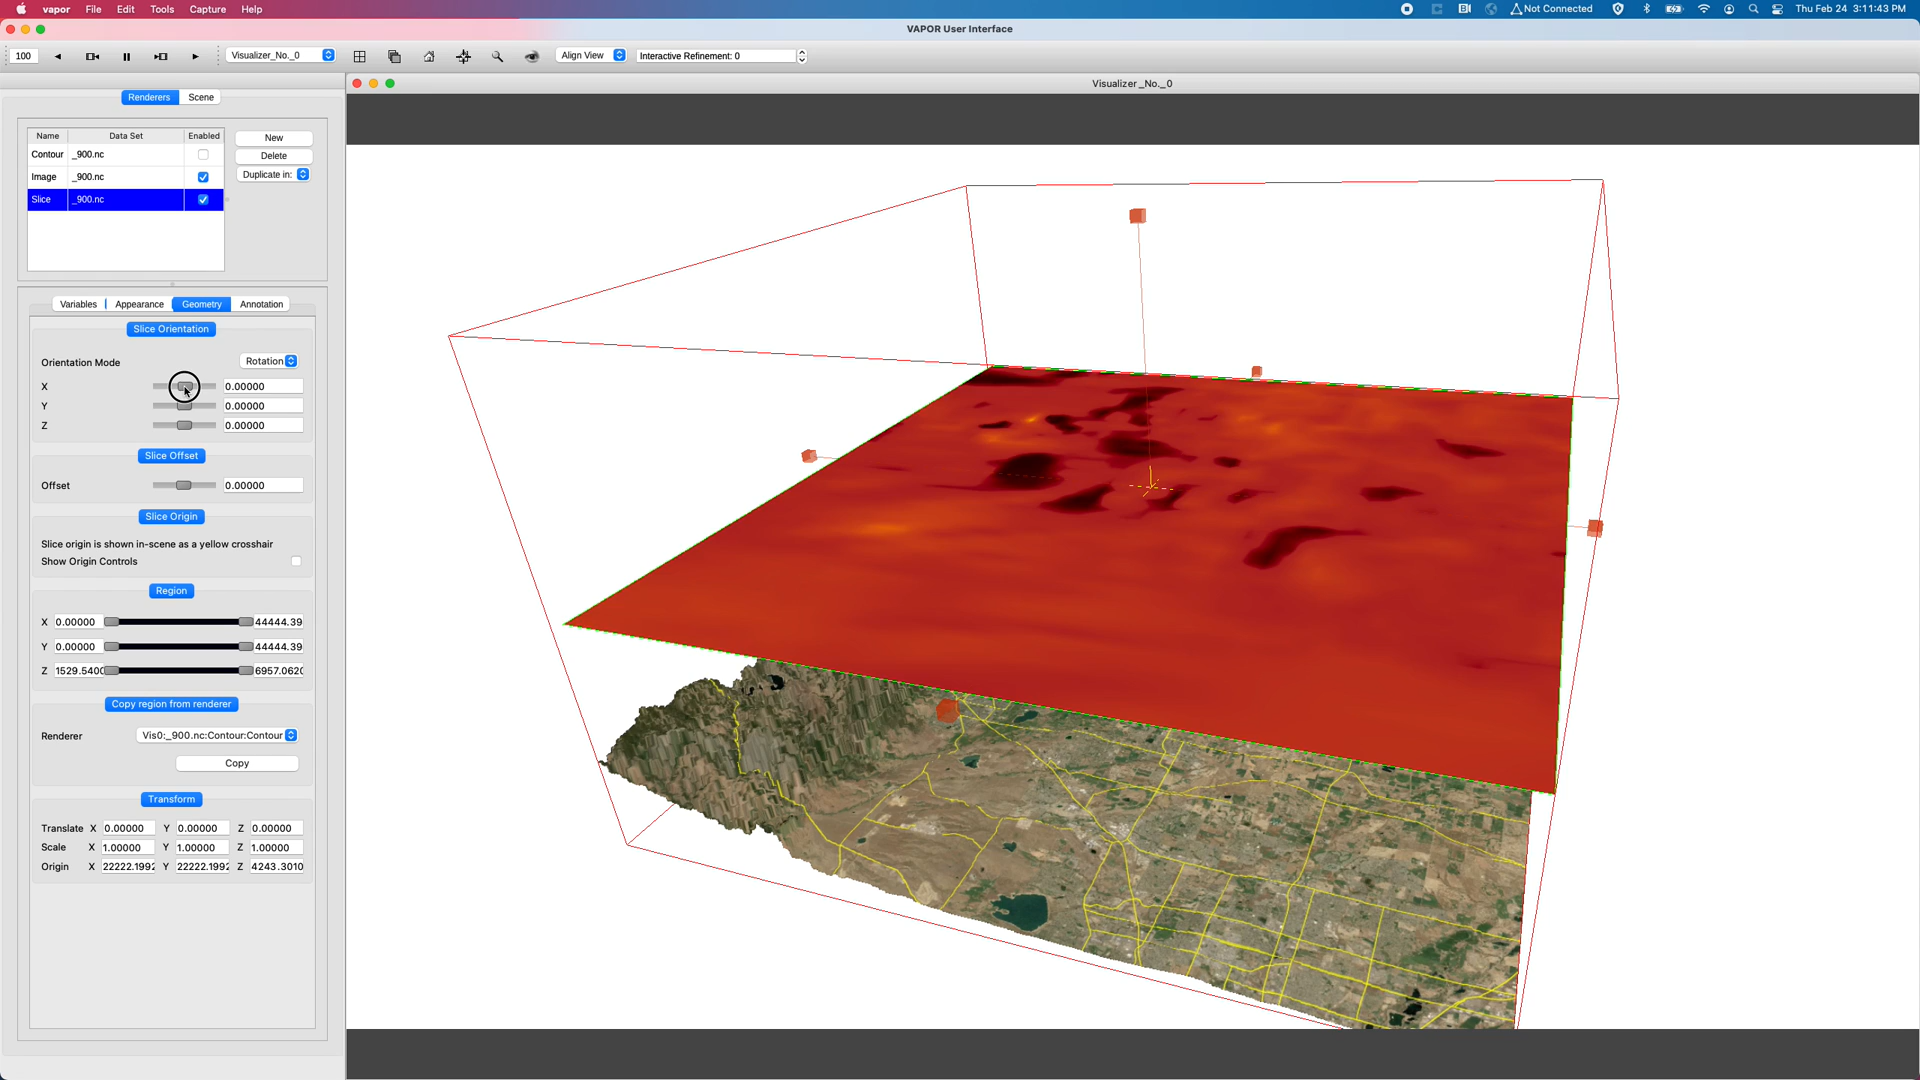 vapor File Edit Tools Capture Help Not Connected Thu Feb 24 3:11:43 PM
VAPOR User Interface
100 Visualizer_No._0 Align View Interactive Refinement: 0
Visualizer_No._0
Renderers Scene
Name Data Set Enabled
New
Contour _900.nc
Delete
Image _900.nc
Duplicate in:
Slice _900.nc
Variables Appearance Geometry Annotation
Slice Orientation
Orientation Mode Rotation
X 0.00000
Y 0.00000
Z 0.00000
Slice Offset
Offset 0.00000
Slice Origin
Slice origin is shown in-scene as a yellow crosshair
Show Origin Controls
Region
X 0.00000 44444.39
Y 0.00000 44444.39
Z 1529.5400 6957.0620
Copy region from renderer
Renderer Vis0:_900.nc:Contour:Contour
Copy
Transform
Translate X 0.00000 Y 0.00000 Z 0.00000
Scale X 1.00000 Y 1.00000 Z 1.00000
Origin X 22222.1992 Y 22222.1992 Z 4243.3010